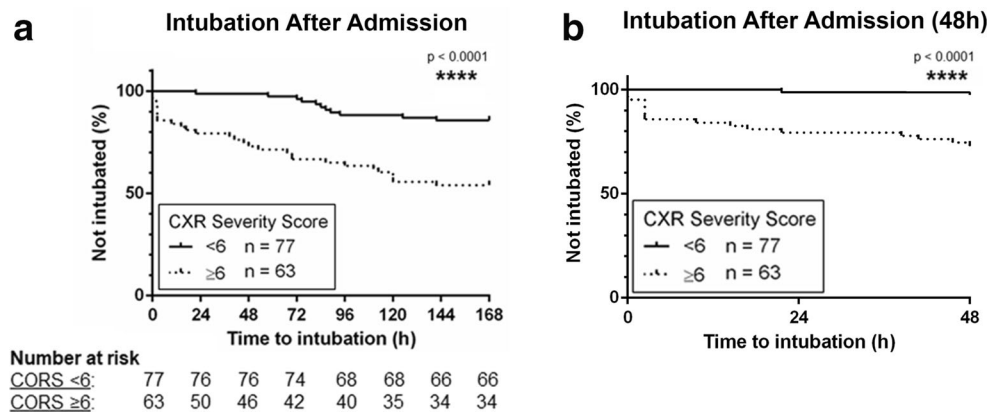 a
Intubation After Admission
p < 0.0001
****
100
50
0
Not intubated (%)
CXR Severity Score
<6 n = 77
≥6 n = 63
0 24 48 72 96 120 144 168
Time to intubation (h)
Number at risk
CORS <6: 77 76 76 74 68 68 66 66
CORS ≥6: 63 50 46 42 40 35 34 34
b
Intubation After Admission (48h)
p < 0.0001
****
100
50
0
Not intubated (%)
CXR Severity Score
<6 n = 77
≥6 n = 63
0 24 48
Time to intubation (h)